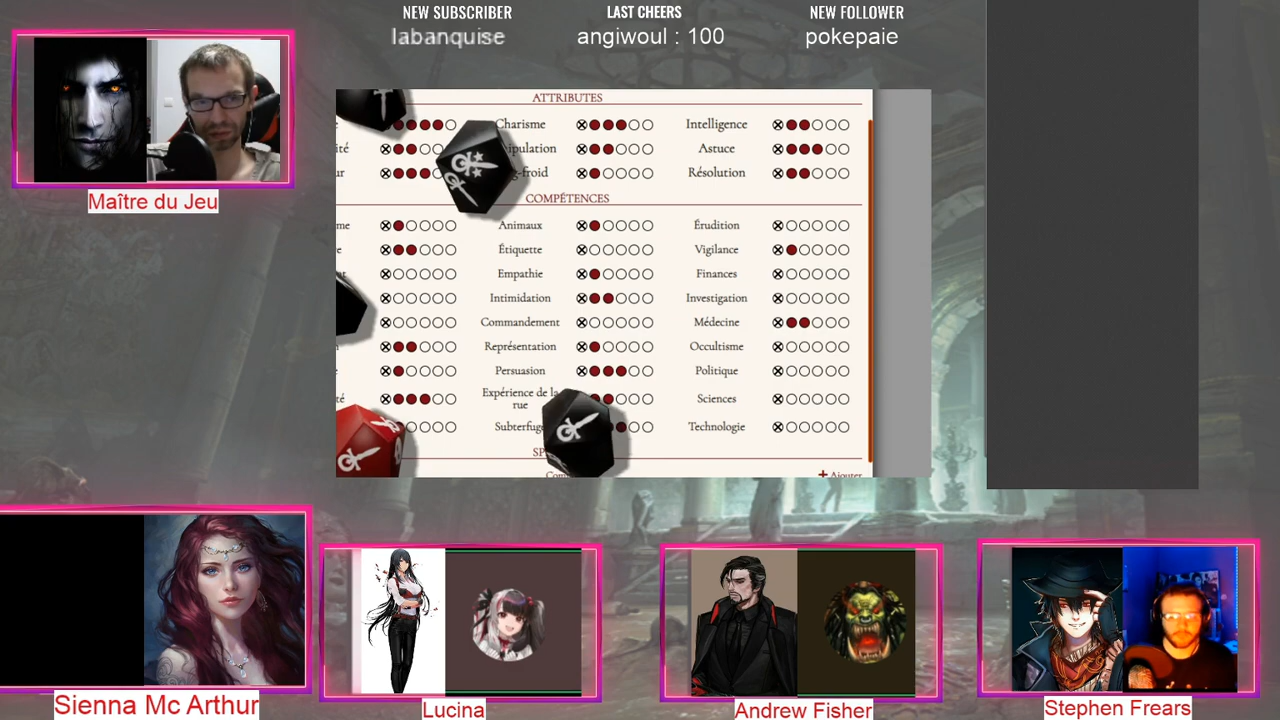 NEW SUBSCRIBER
LAST CHEERS
NEW FOLLOWER
labanquise
angiwoul : 100
pokepaie
Maître du Jeu
ATTRIBUTES
Charisme
Intelligence
Astuce
Résolution
COMPÉTENCES
Animaux
Érudition
Étiquette
Vigilance
Empathie
Finances
Intimidation
Investigation
Commandement
Médecine
Représentation
Occultisme
Persuasion
Politique
Expérience de la
rue
Sciences
Technologie
+ Ajouter
Sienna Mc Arthur
Lucina
Andrew Fisher
Stephen Frears